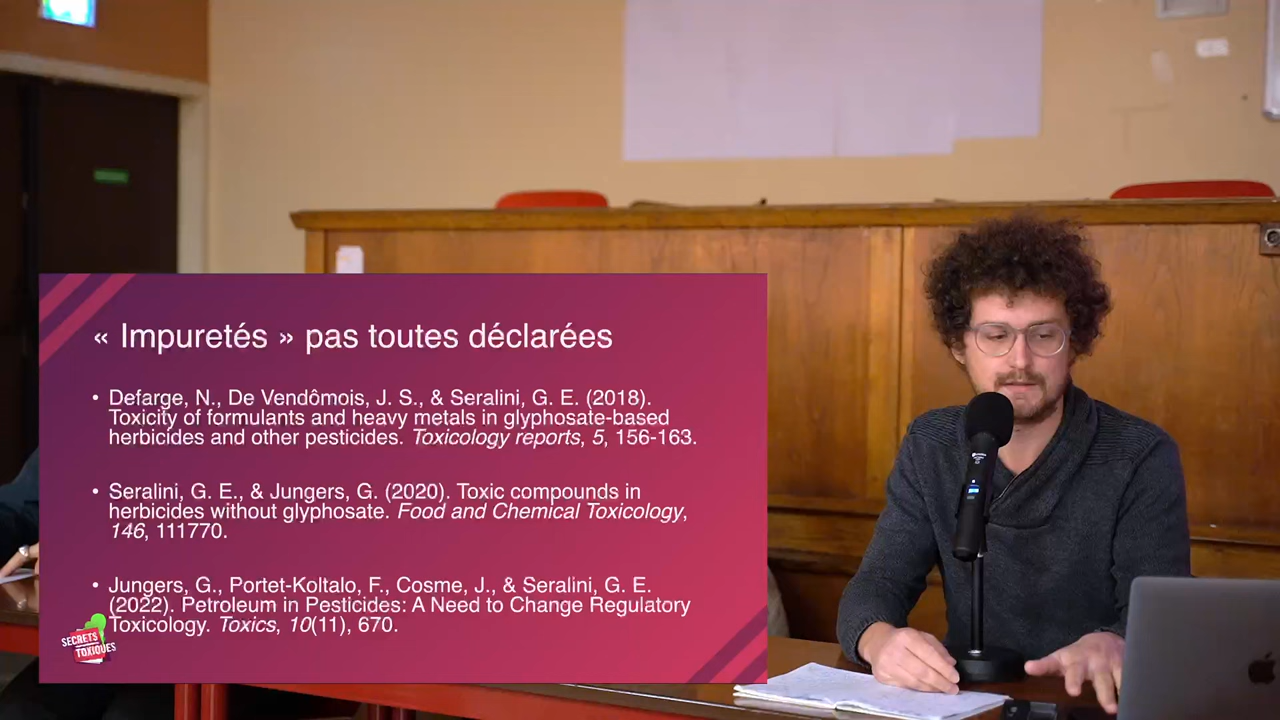 « Impuretés » pas toutes déclarées
• Defarge, N., De Vendômois, J. S., & Seralini, G. E. (2018).
Toxicity of formulants and heavy metals in glyphosate-based
herbicides and other pesticides. Toxicology reports, 5, 156-163.
• Seralini, G. E., & Jungers, G. (2020). Toxic compounds in
herbicides without glyphosate. Food and Chemical Toxicology,
146, 111770.
• Jungers, G., Portet-Koltalo, F., Cosme, J., & Seralini, G. E.
(2022). Petroleum in Pesticides: A Need to Change Regulatory
Toxicology. Toxics, 10(11), 670.
SECRETS
TOXIQUES